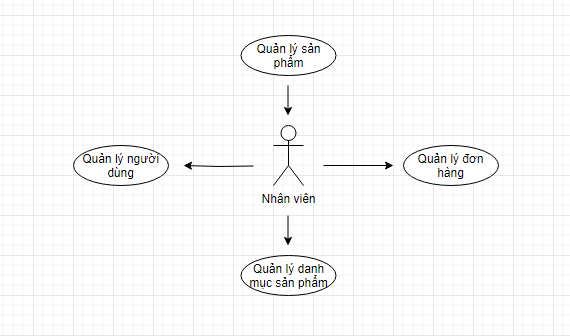 Quản lý sản
phẩm
Quản lý người
dùng
Quản lý đơn
hàng
Nhân viên
Quản lý danh
mục sản phẩm